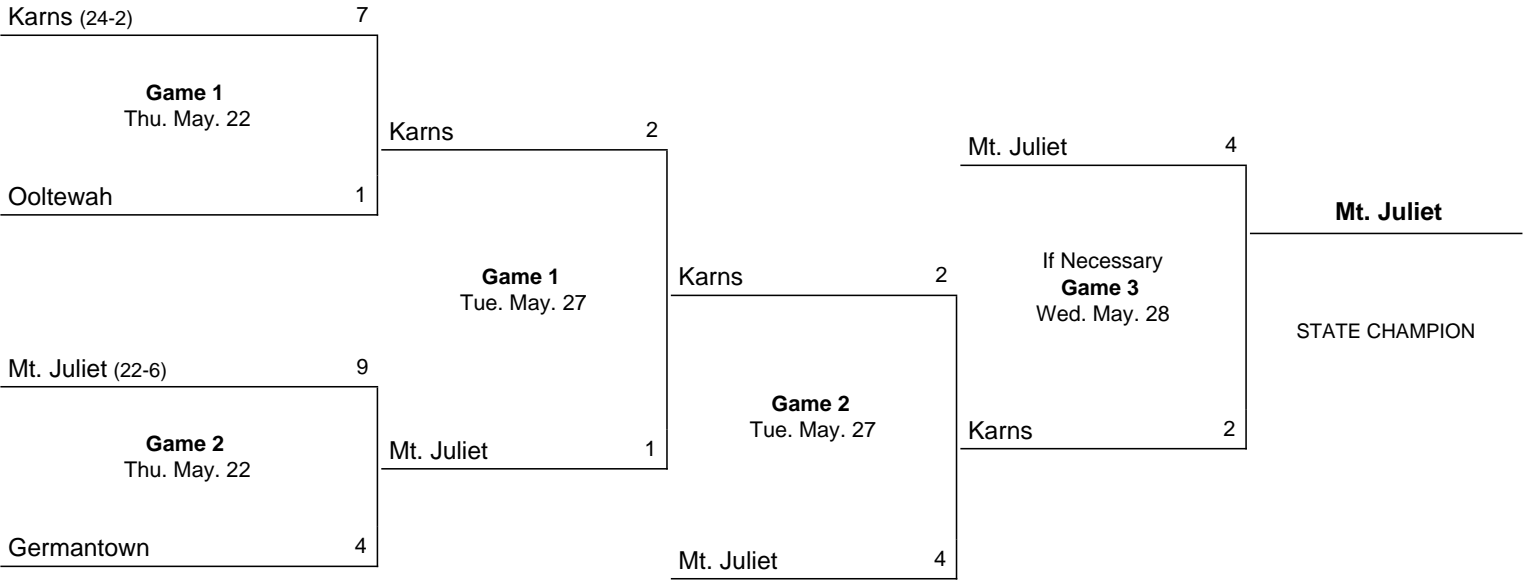 Karns (24-2) 7
Game 1
Thu. May. 22
Ooltewah 1
Mt. Juliet (22-6) 9
Game 2
Thu. May. 22
Germantown 4
Karns 2
Game 1
Tue. May. 27
Mt. Juliet 1
Karns 2
Game 2
Tue. May. 27
Mt. Juliet 4
Mt. Juliet 4
If Necessary
Game 3
Wed. May. 28
Karns 2
Mt. Juliet
STATE CHAMPION